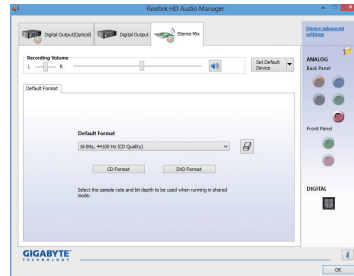 Realtek HD Audio Manager
Digital Output(Optical)
Digital Output
Stereo Mix
Device advanced
settings
Recording Volume
L
R
Set Default
Device
ANALOG
Back Panel
Default Format
Default Format
16 Bits, 44100 Hz (CD Quality)
CD Format
DVD Format
Select the sample rate and bit depth to be used when running in shared
mode.
Front Panel
DIGITAL
GIGABYTE
TECHNOLOGY
OK